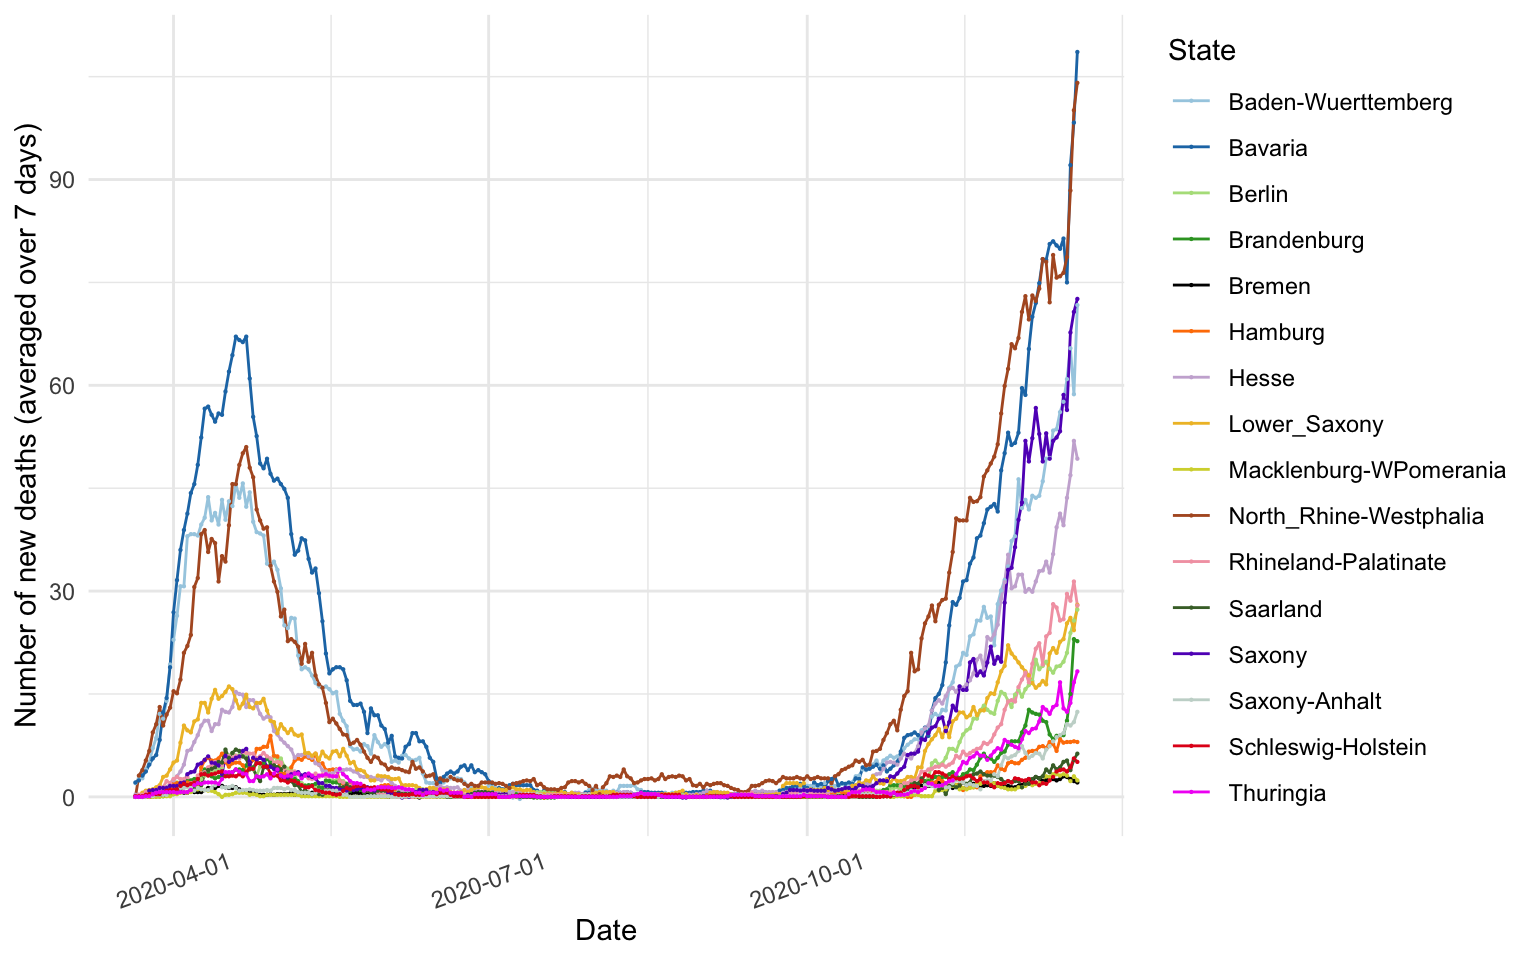 Number of new deaths (averaged over 7 days)
90
60
30
0
2020-04-01
2020-07-01
2020-10-01
Date
State
Baden-Wuerttemberg
Bavaria
Berlin
Brandenburg
Bremen
Hamburg
Hesse
Lower_Saxony
Macklenburg-WPomerania
North_Rhine-Westphalia
Rhineland-Palatinate
Saarland
Saxony
Saxony-Anhalt
Schleswig-Holstein
Thuringia